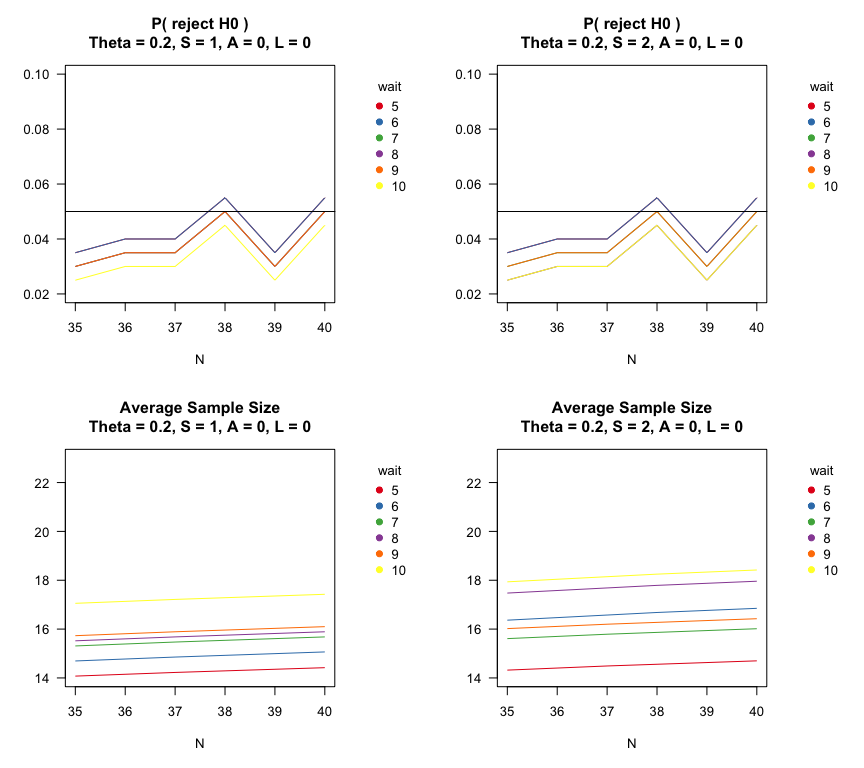 P( reject H0 )
Theta = 0.2, S = 1, A = 0, L = 0
0.10
0.08
0.06
0.04
0.02
35 36 37 38 39 40
N
wait
5
6
7
8
9
10
P( reject H0 )
Theta = 0.2, S = 2, A = 0, L = 0
0.10
0.08
0.06
0.04
0.02
35 36 37 38 39 40
N
wait
5
6
7
8
9
10
Average Sample Size
Theta = 0.2, S = 1, A = 0, L = 0
22
20
18
16
14
35 36 37 38 39 40
N
wait
5
6
7
8
9
10
Average Sample Size
Theta = 0.2, S = 2, A = 0, L = 0
22
20
18
16
14
35 36 37 38 39 40
N
wait
5
6
7
8
9
10